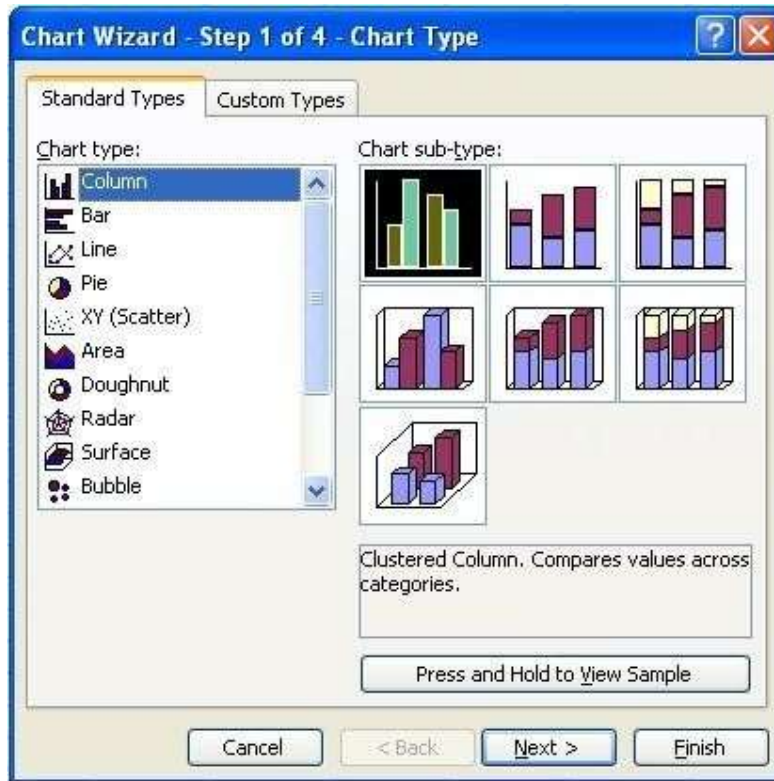 Chart Wizard - Step 1 of 4 - Chart Type
Standard Types
Custom Types
Chart type:
Column
Bar
Line
Pie
XY (Scatter)
Area
Doughnut
Radar
Surface
Bubble
Chart sub-type:
Clustered Column. Compares values across
categories.
Press and Hold to View Sample
Cancel
< Back
Next >
Finish